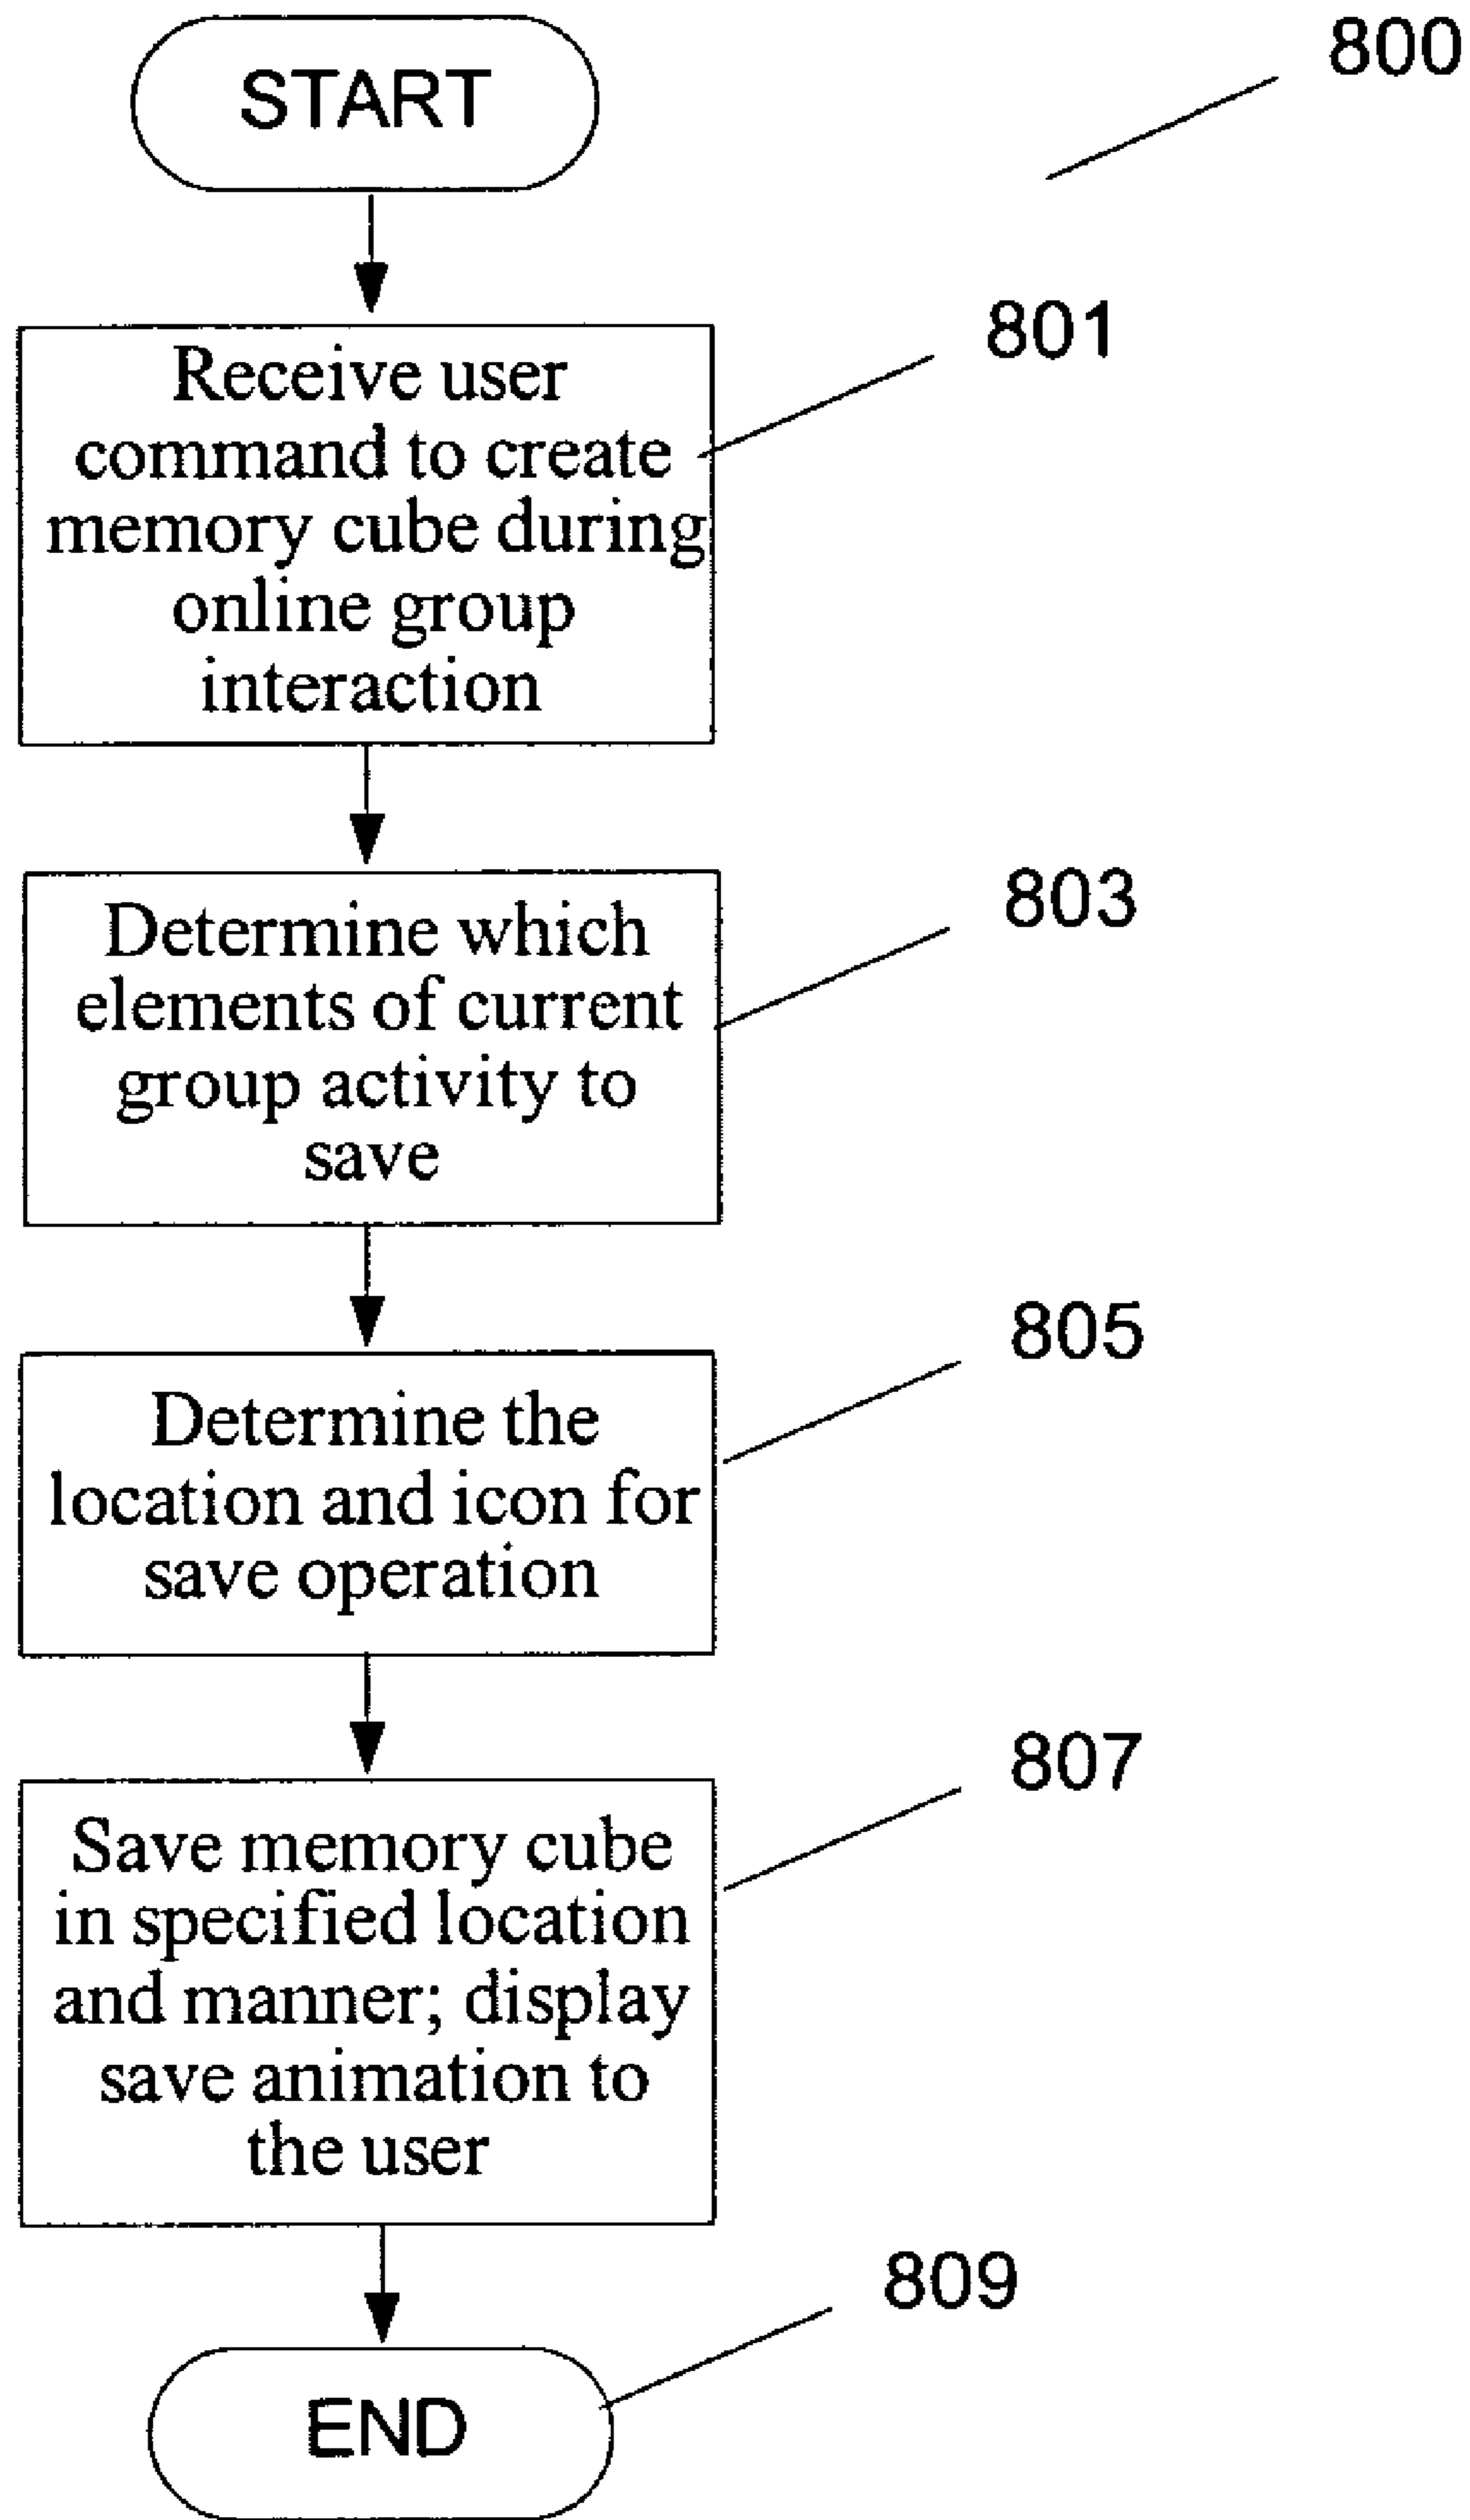 800
START
801
Receive user
command to create
memory cube during
online group
interaction
803
Determine which
elements of current
group activity to
save
805
Determine the
location and icon for
save operation
807
Save memory cube
in specified location
and manner; display
save animation to
the user
809
END